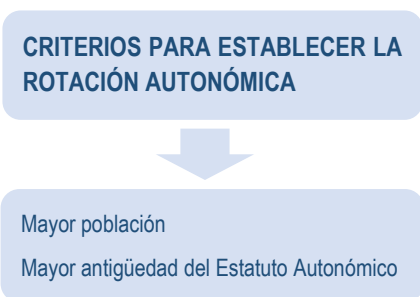 CRITERIOS PARA ESTABLECER LA
ROTACIÓN AUTONÓMICA
Mayor población
Mayor antigüedad del Estatuto Autonómico